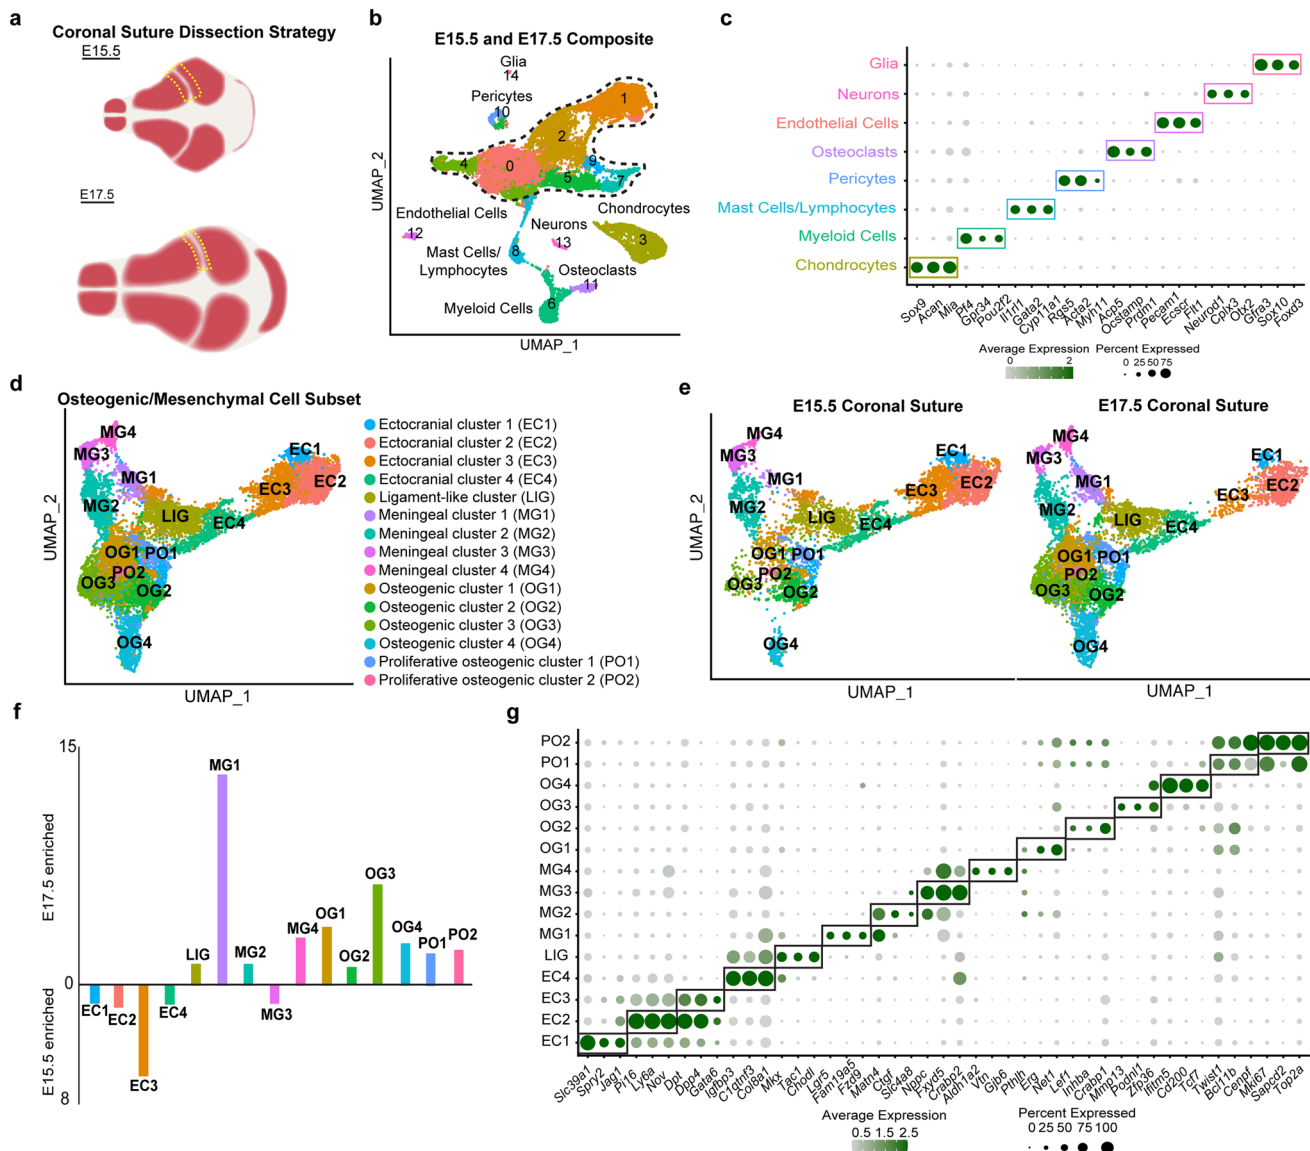 a
Coronal Suture Dissection Strategy
E15.5
E17.5
b
E15.5 and E17.5 Composite
Glia
14
Pericytes
10
1
2
4
0
9
5
7
Endothelial Cells
12
Neurons
13
Chondrocytes
3
Mast Cells/
Lymphocytes
8
Osteoclasts
11
Myeloid Cells
6
UMAP_2
UMAP_1
c
Glia
Neurons
Endothelial Cells
Osteoclasts
Pericytes
Mast Cells/Lymphocytes
Myeloid Cells
Chondrocytes
Sox9 Acan Mia Pf4 Gpr34 Pou2f2 Il1rl1 Gata2 Cyp11a1 Rgs5 Acta2 Myh11 Acp5 Ocstamp Prdm1 Pecam1 Ecscr Flt1 Neurod1 Cplx3 Otx2 Gfra3 Sox10 Foxd3
Average Expression
0 2
Percent Expressed
0 25 50 75
d
Osteogenic/Mesenchymal Cell Subset
MG4
MG3
MG1
MG2
LIG
EC1
EC2
EC3
EC4
OG1
PO1
PO2
OG3
OG2
OG4
UMAP_2
UMAP_1
Ectocranial cluster 1 (EC1)
Ectocranial cluster 2 (EC2)
Ectocranial cluster 3 (EC3)
Ectocranial cluster 4 (EC4)
Ligament-like cluster (LIG)
Meningeal cluster 1 (MG1)
Meningeal cluster 2 (MG2)
Meningeal cluster 3 (MG3)
Meningeal cluster 4 (MG4)
Osteogenic cluster 1 (OG1)
Osteogenic cluster 2 (OG2)
Osteogenic cluster 3 (OG3)
Osteogenic cluster 4 (OG4)
Proliferative osteogenic cluster 1 (PO1)
Proliferative osteogenic cluster 2 (PO2)
e
E15.5 Coronal Suture
MG4
MG3
MG1
MG2
LIG
EC1
EC2
EC3
EC4
OG1
PO1
PO2
OG3
OG2
OG4
UMAP_2
UMAP_1
E17.5 Coronal Suture
MG4
MG3
MG1
MG2
LIG
EC1
EC2
EC3
EC4
OG1
PO1
PO2
OG3
OG2
OG4
UMAP_1
f
15
0
8
E17.5 enriched
E15.5 enriched
EC1
EC2
EC3
EC4
LIG
MG1
MG2
MG3
MG4
OG1
OG2
OG3
OG4
PO1
PO2
g
PO2
PO1
OG4
OG3
OG2
OG1
MG4
MG3
MG2
MG1
LIG
EC4
EC3
EC2
EC1
Slc39a1 Spry2 Jag1 Pi16 Ly6a Nov Dpt Dpp4 Gata6 Igfbp3 C1qtnf3 Col8a1 Mkx Tac1 Chodl Lgr5 Fam19a5 Fzd9 Matn4 Ctgf Slc4a8 Nppc Fxyd5 Crabp2 Aldh1a2 Vtn Gjb6 Pthlh Erg Net1 Lef1 Inhba Crabp1 Mmp13 Podnl1 Zfp36 Ifitm5 Cd200 Tcf7 Twist1 Bcl11b Cenpf Mki67 Sapcd2 Top2a
Average Expression
0.5 1.5 2.5
Percent Expressed
0 25 50 75 100